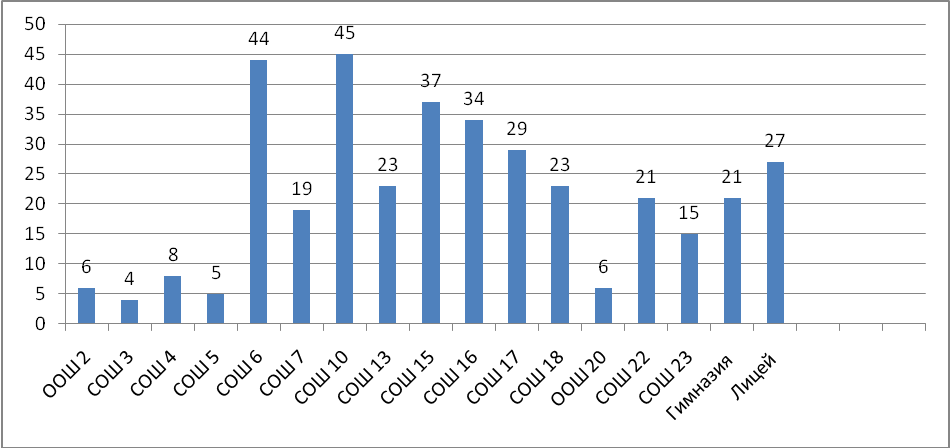 50
45
40
35
30
25
20
15
10
5
0
6
4
8
5
44
19
45
23
37
34
29
23
6
21
15
21
27
ООШ 2
СОШ 3
СОШ 4
СОШ 5
СОШ 6
СОШ 7
СОШ 10
СОШ 13
СОШ 15
СОШ 16
СОШ 17
СОШ 18
ООШ 20
СОШ 22
СОШ 23
Гимназия
Лицей